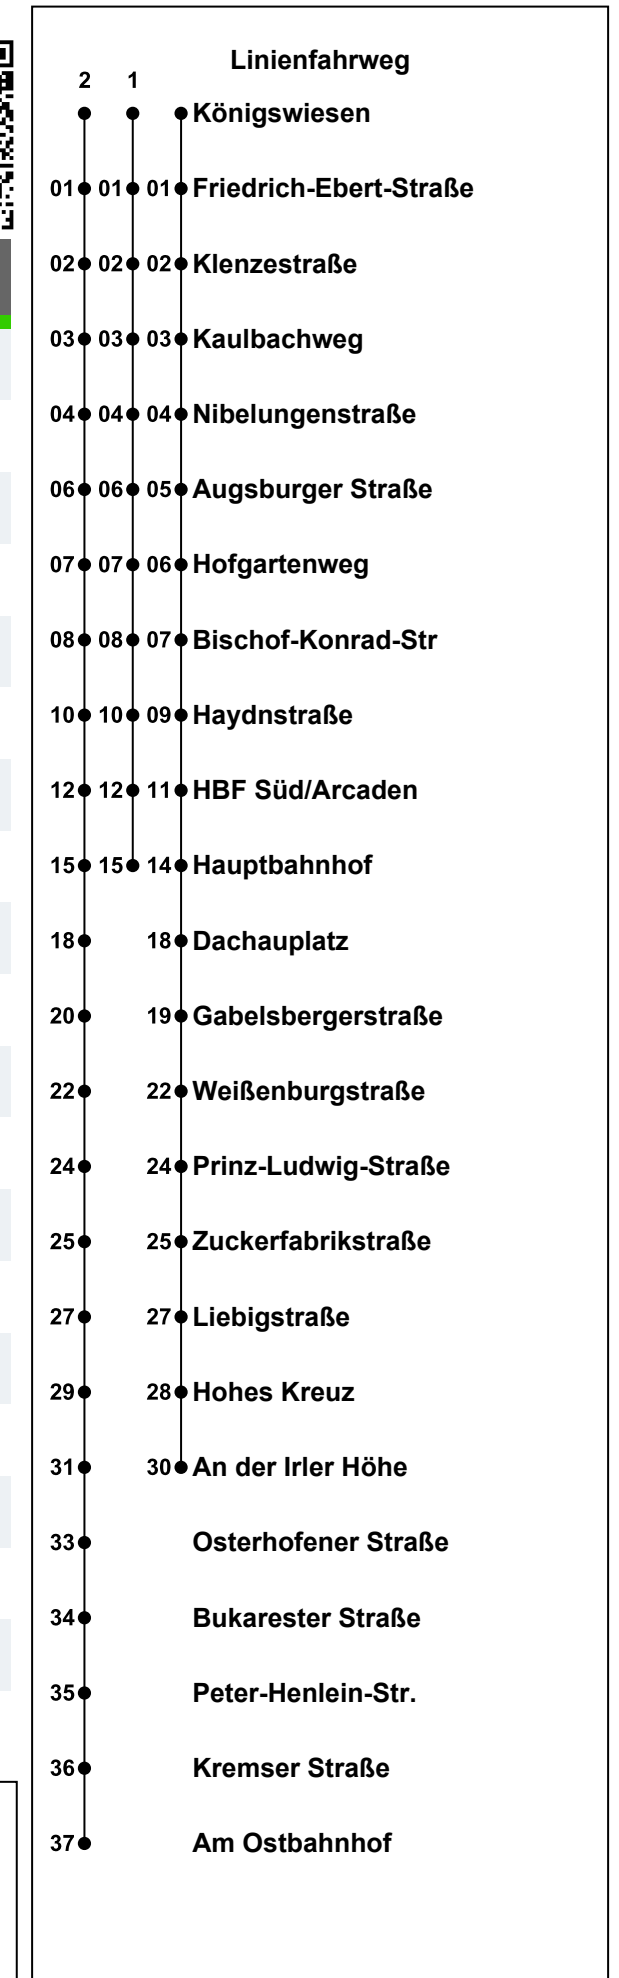 Linienfahrweg
2 1
Königswiesen
01 01 01 Friedrich-Ebert-Straße
02 02 02 Klenzestraße
03 03 03 Kaulbachweg
04 04 04 Nibelungenstraße
06 06 05 Augsburger Straße
07 07 06 Hofgartenweg
08 08 07 Bischof-Konrad-Str
10 10 09 Haydnstraße
12 12 11 HBF Süd/Arcaden
15 15 14 Hauptbahnhof
18 18 Dachauplatz
20 19 Gabelsbergerstraße
22 22 Weißenburgstraße
24 24 Prinz-Ludwig-Straße
25 25 Zuckerfabrikstraße
27 27 Liebigstraße
29 28 Hohes Kreuz
31 30 An der Irler Höhe
33 Osterhofener Straße
34 Bukarester Straße
35 Peter-Henlein-Str.
36 Kremser Straße
37 Am Ostbahnhof